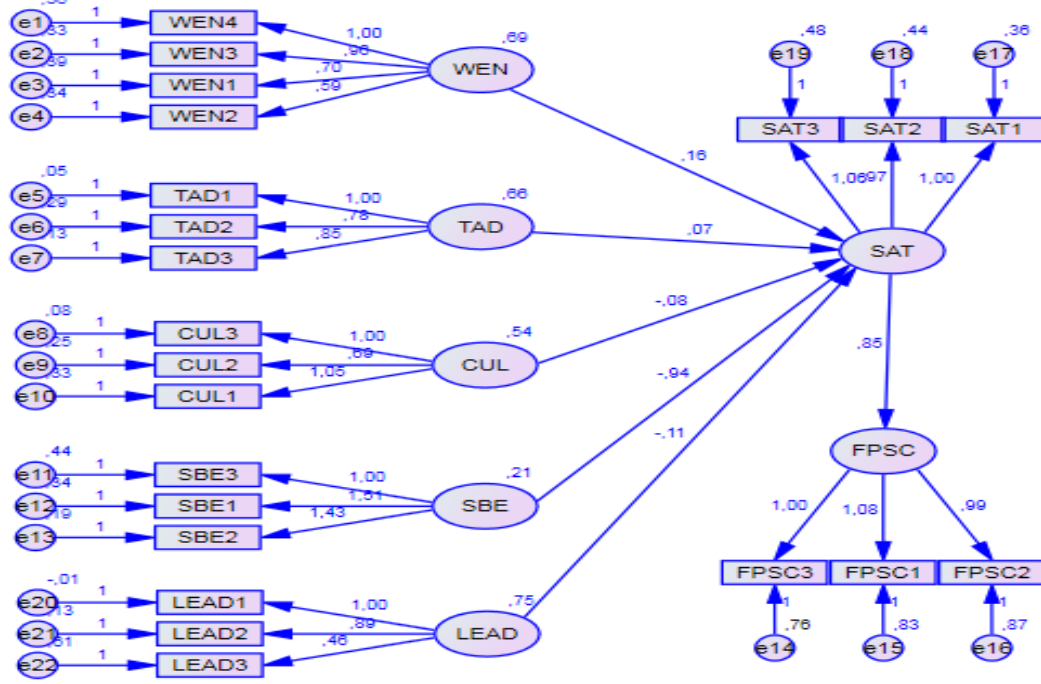 e1 1 WEN4 1,00
,33
e2 1 WEN3 ,96
,39
e3 1 WEN1 ,70
e4 1 WEN2 ,59
WEN ,69
,16
,05
e5 1 TAD1 1,00
,29
e6 1 TAD2 ,78
,13
e7 1 TAD3 ,85
TAD ,66
,07
,08
e8 1 CUL3 1,00
,25
e9 1 CUL2 ,69
,33
e10 1 CUL1 1,05
CUL ,54
-,08
,44
e11 1 SBE3 1,00
e12 1 SBE1
,19
e13 1 SBE2 1,43
SBE ,21
-,94
-,01
e20 1 LEAD1 1,00
,13
e21 1 LEAD2 ,89
,61
e22 1 LEAD3 ,46
LEAD ,75
-,11
,48 ,44 ,36
e19 e18 e17
1 1 1
SAT3 SAT2 SAT1
1,06 ,97 1,00
SAT
,85
FPSC
1,00 1,08 ,99
FPSC3 FPSC1 FPSC2
1 1 1
,76 ,83 ,87
e14 e15 e16